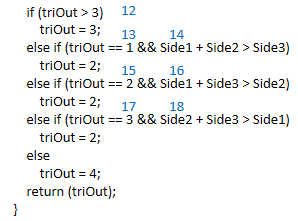 if (triOut > 3) 12
triOut = 3; 13 14
else if (triOut == 1 && Side1 + Side2 > Side3)
triOut = 2; 15 16
else if (triOut == 2 && Side1 + Side3 > Side2)
triOut = 2; 17 18
else if (triOut == 3 && Side2 + Side3 > Side1)
triOut = 2;
else
triOut = 4;
return (triOut);
}